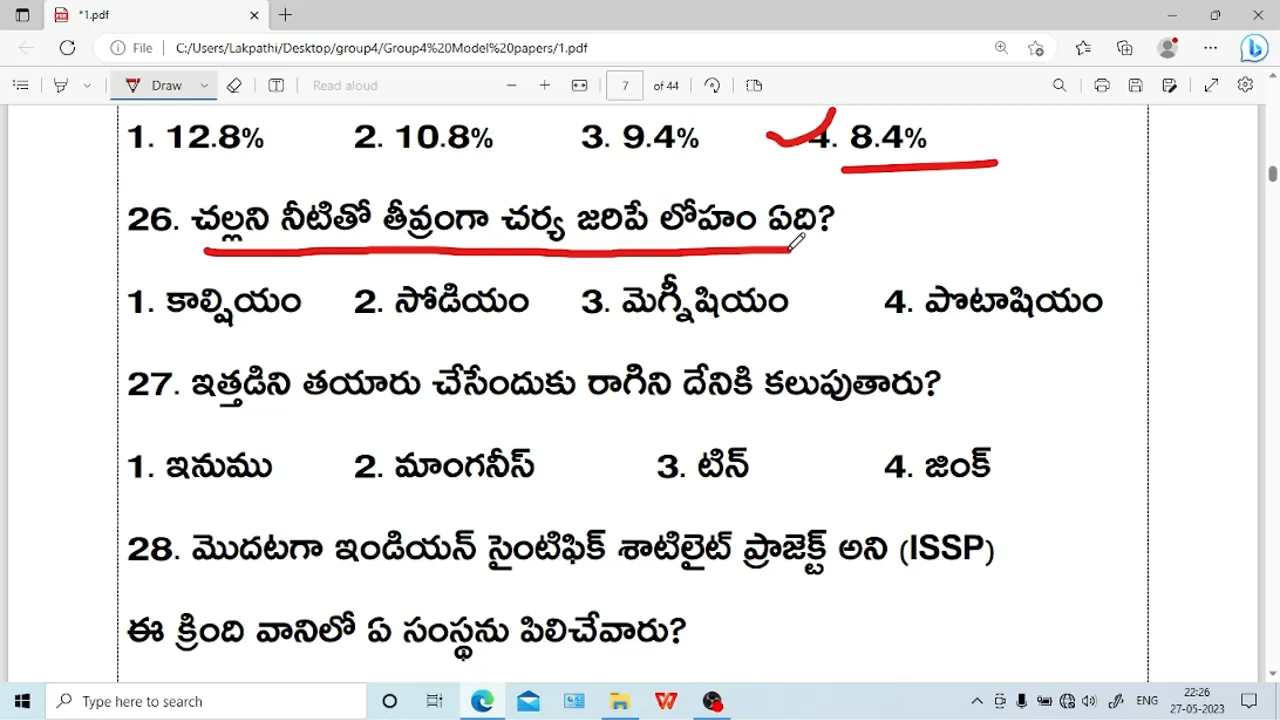 *1.pdf
File C:/Users/Lakpathi/Desktop/group4/Group4%20Model%20papers/1.pdf
Draw Read aloud 7 of 44
1. 12.8% 2. 10.8% 3. 9.4% 4. 8.4%
26. చల్లని నీటితో తీవ్రంగా చర్య జరిపే లోహం ఏది?
1. కాల్షియం 2. సోడియం 3. మెగ్నీషియం 4. పొటాషియం
27. ఇత్తడిని తయారు చేసేందుకు రాగిని దేనికి కలుపుతారు?
1. ఇనుము 2. మాంగనీస్ 3. టిన్ 4. జింక్
28. మొదటగా ఇండియన్ సైంటిఫిక్ శాటిలైట్ ప్రాజెక్ట్ అని (ISSP)
ఈ క్రింది వానిలో ఏ సంస్థను పిలిచేవారు?
Type here to search ENG 22:26
27-05-2023